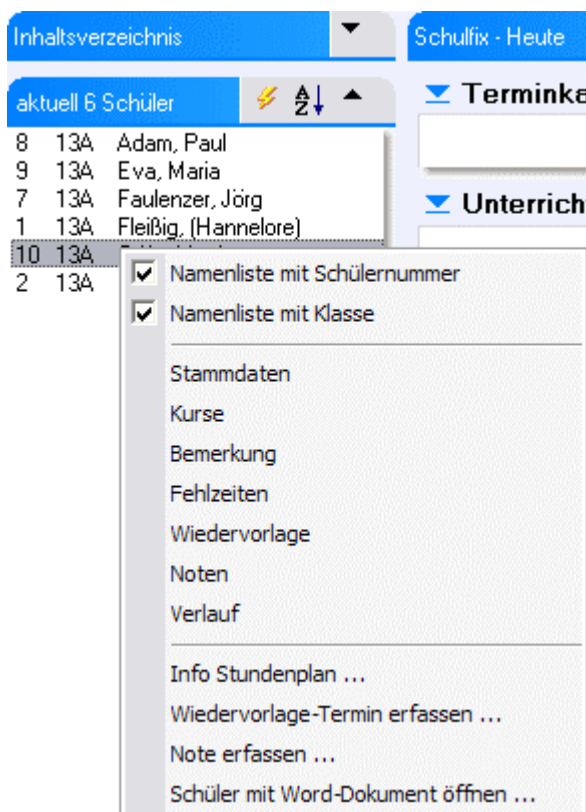 Inhaltsverzeichnis
Schulfix - Heute
aktuell 6 Schüler
8 13A Adam, Paul
9 13A Eva, Maria
7 13A Faulenzer, Jörg
1 13A Fleißig, (Hannelore)
10 13A
2 13A
Terminka
Unterrich
Namenliste mit Schülernummer
Namenliste mit Klasse
Stammdaten
Kurse
Bemerkung
Fehlzeiten
Wiedervorlage
Noten
Verlauf
Info Stundenplan ...
Wiedervorlage-Termin erfassen ...
Note erfassen ...
Schüler mit Word-Dokument öffnen ...